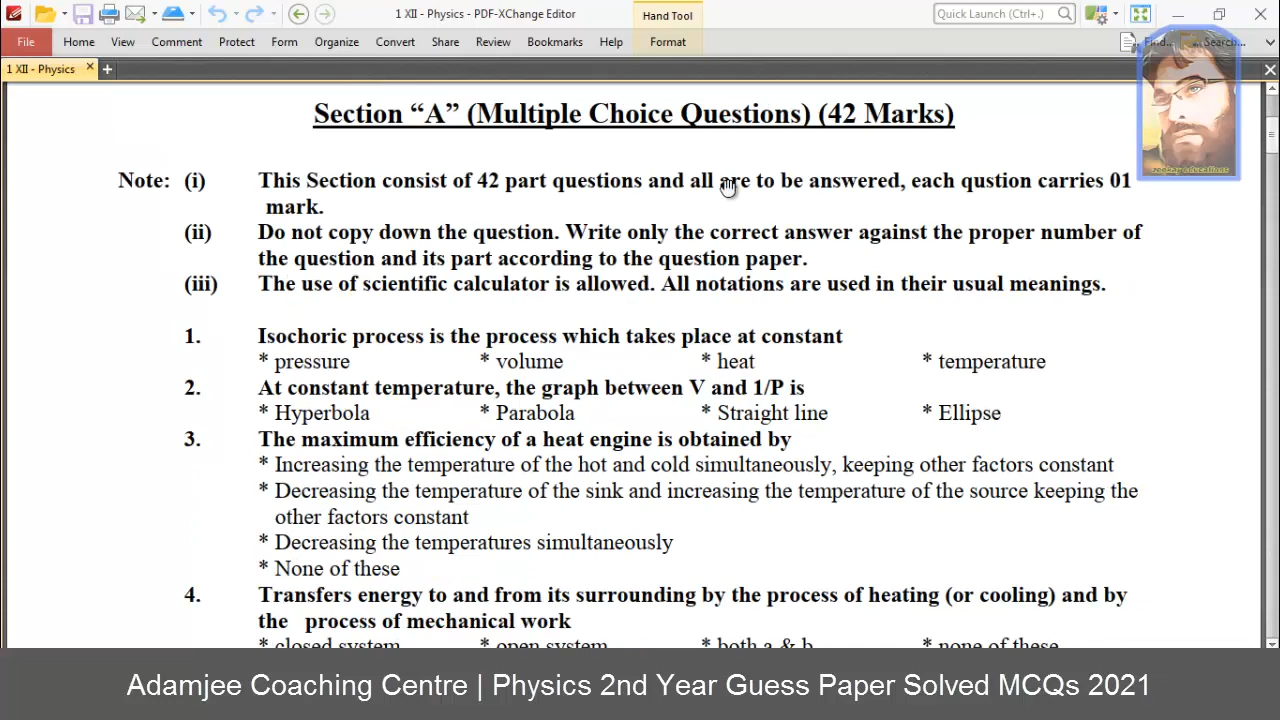 1 XII - Physics - PDF-XChange Editor
Hand Tool
Quick Launch (Ctrl+.)
File Home View Comment Protect Form Organize Convert Share Review Bookmarks Help Format
Find... Search...
1 XII - Physics
Section “A” (Multiple Choice Questions) (42 Marks)
Note: (i) This Section consist of 42 part questions and all are to be answered, each qustion carries 01
mark.
(ii) Do not copy down the question. Write only the correct answer against the proper number of
the question and its part according to the question paper.
(iii) The use of scientific calculator is allowed. All notations are used in their usual meanings.
1. Isochoric process is the process which takes place at constant
* pressure * volume * heat * temperature
2. At constant temperature, the graph between V and 1/P is
* Hyperbola * Parabola * Straight line * Ellipse
3. The maximum efficiency of a heat engine is obtained by
* Increasing the temperature of the hot and cold simultaneously, keeping other factors constant
* Decreasing the temperature of the sink and increasing the temperature of the source keeping the
other factors constant
* Decreasing the temperatures simultaneously
* None of these
4. Transfers energy to and from its surrounding by the process of heating (or cooling) and by
the process of mechanical work
* closed system * open system * both a & b * none of these
Adamjee Coaching Centre | Physics 2nd Year Guess Paper Solved MCQs 2021